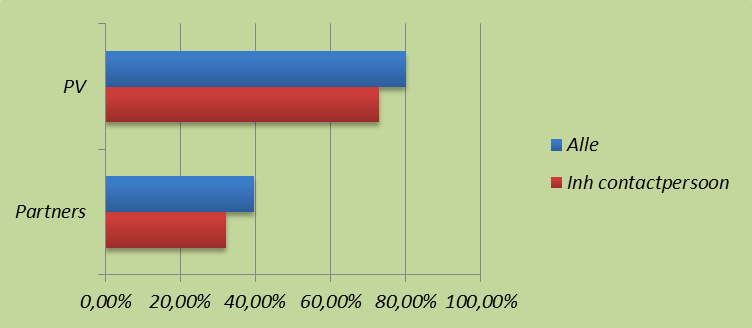 PV
Partners
0,00% 20,00% 40,00% 60,00% 80,00% 100,00%
Alle
Inh contactpersoon